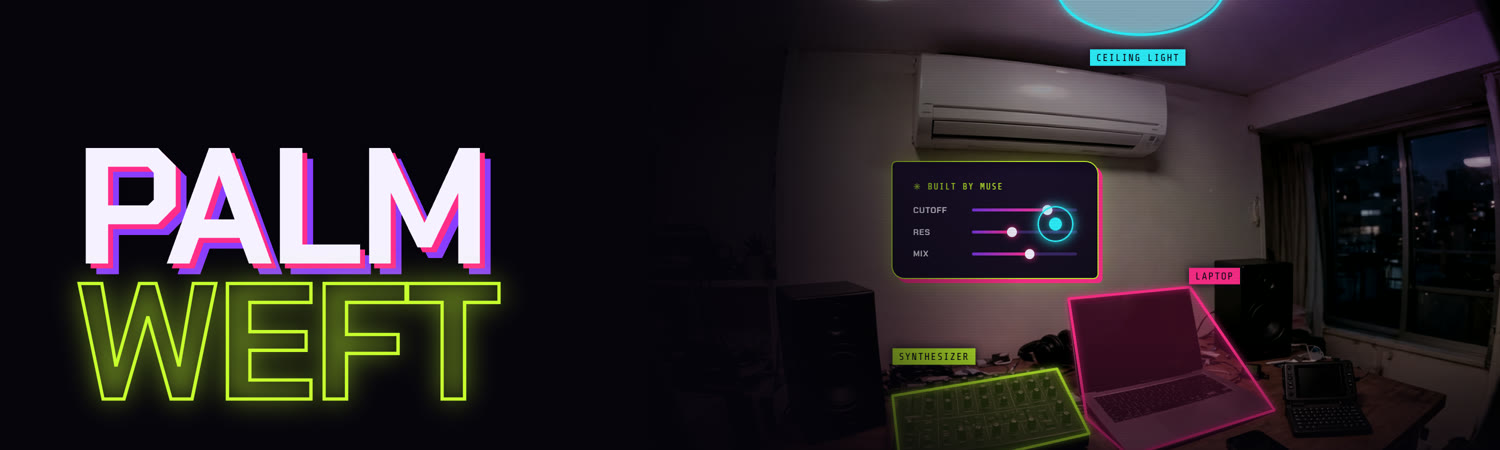 PALM
WEFT
CEILING LIGHT
✳ BUILT BY MUSE
CUTOFF
RES
MIX
LAPTOP
SYNTHESIZER